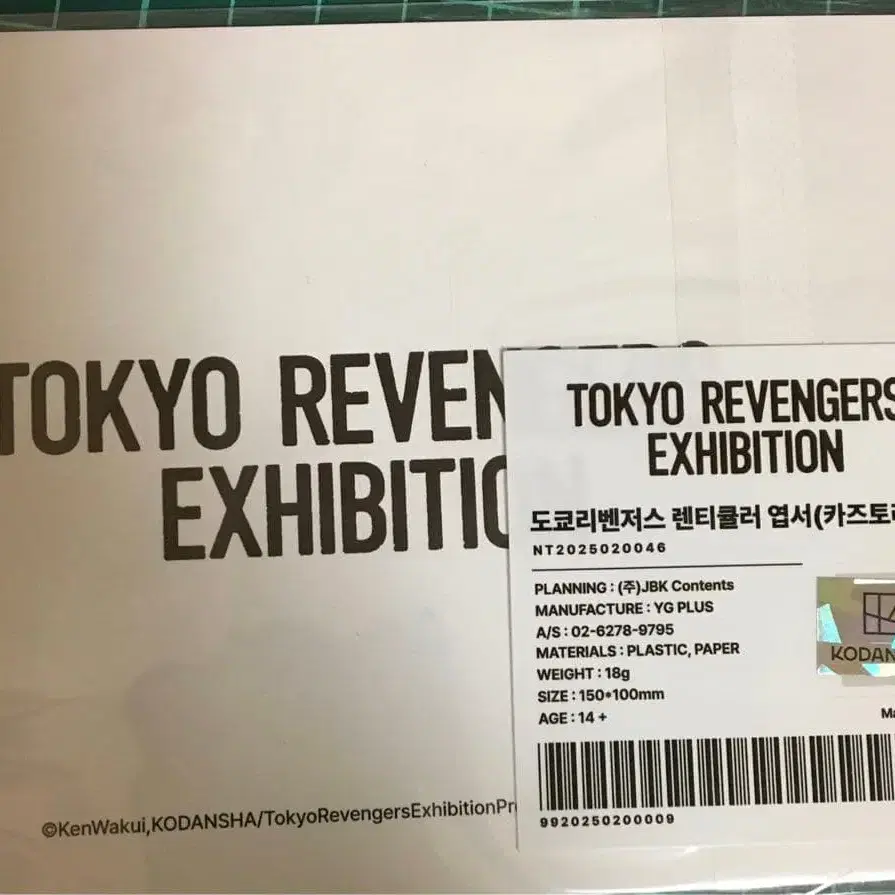 TOKYO REVEN
EXHIBITIO
©KenWakui,KODANSHA/TokyoRevengersExhibitionPr
TOKYO REVENGERS
EXHIBITION
도쿄리벤저스 렌티큘러 엽서(카즈토
NT2025020046
PLANNING : (주)JBK Contents
MANUFACTURE : YG PLUS
A/S : 02-6278-9795
MATERIALS : PLASTIC, PAPER
WEIGHT : 18g
SIZE : 150*100mm
AGE : 14 +
KODAN
Ma
9920250200009